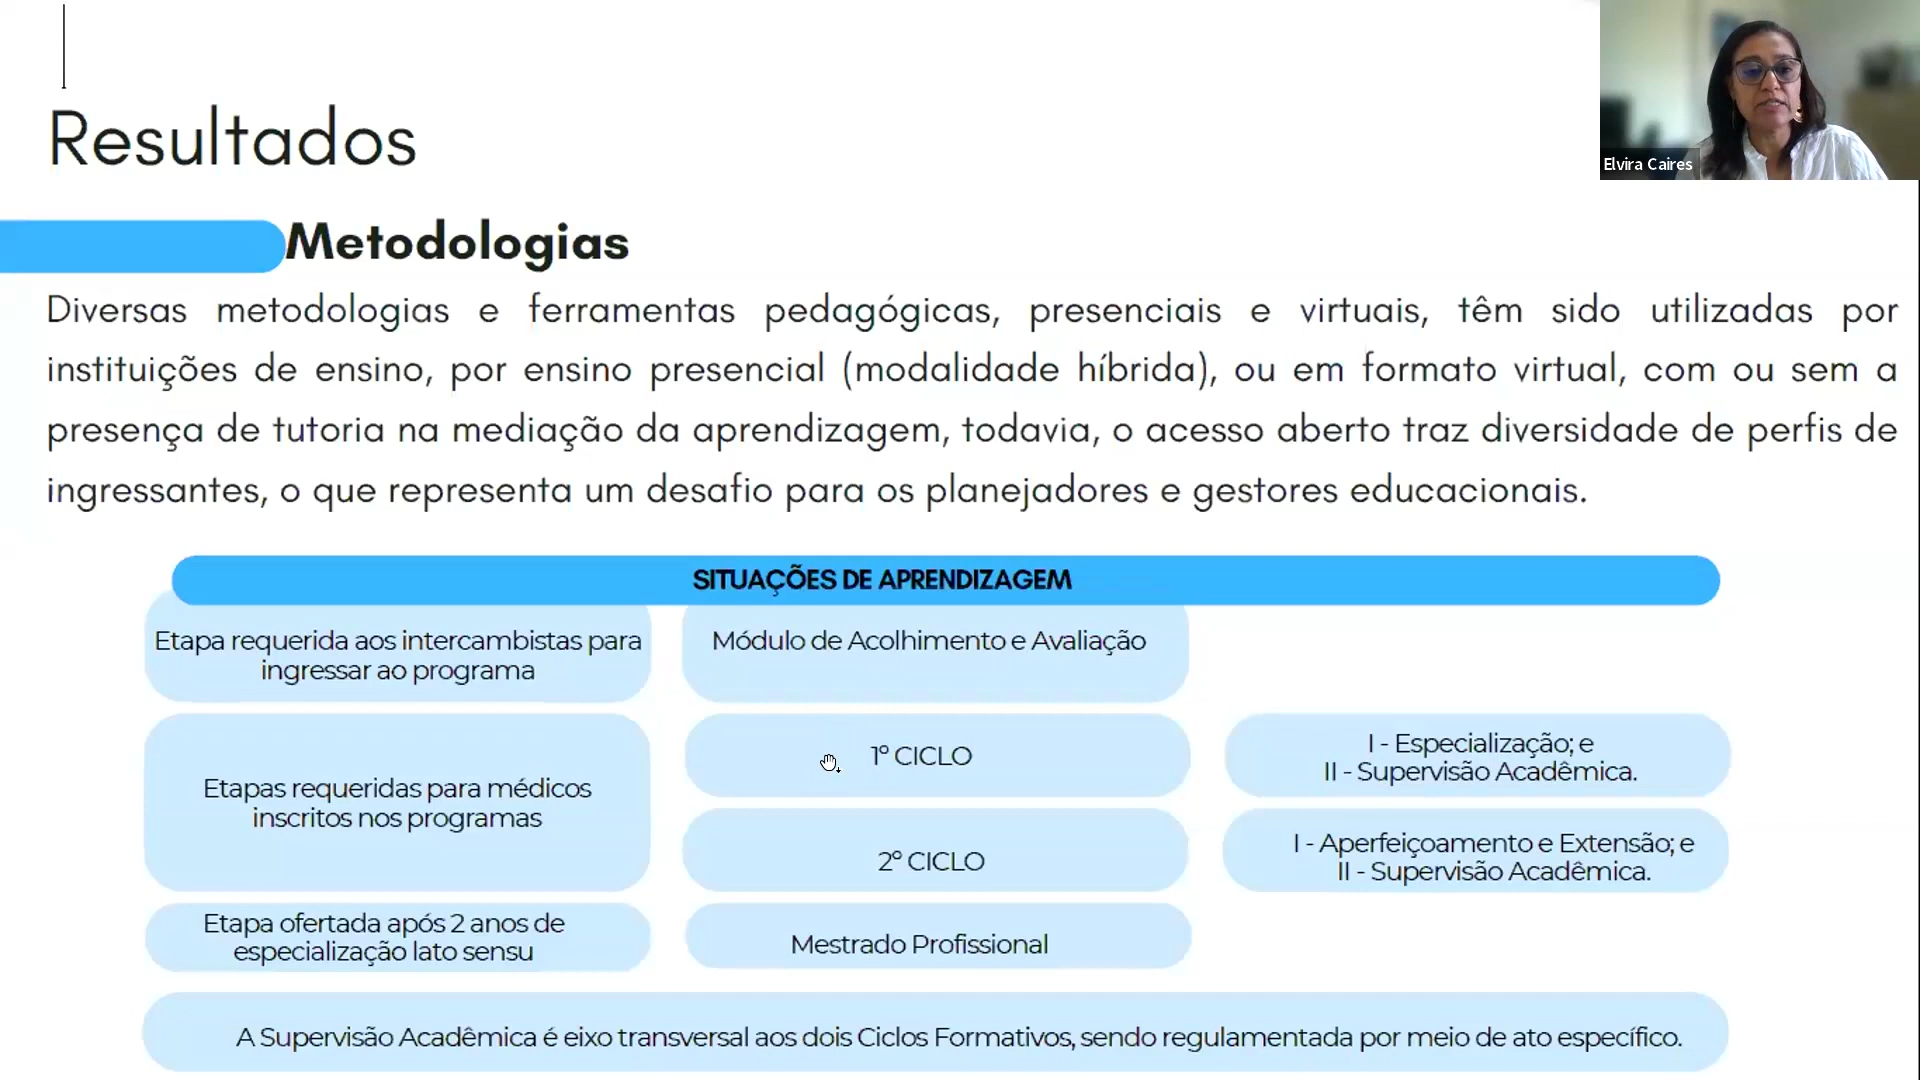 Resultados
Elvira Caires
Metodologias
Diversas metodologias e ferramentas pedagógicas, presenciais e virtuais, têm sido utilizadas por
instituições de ensino, por ensino presencial (modalidade híbrida), ou em formato virtual, com ou sem a
presença de tutoria na mediação da aprendizagem, todavia, o acesso aberto traz diversidade de perfis de
ingressantes, o que representa um desafio para os planejadores e gestores educacionais.
SITUAÇÕES DE APRENDIZAGEM
Etapa requerida aos intercambistas para
ingressar ao programa
Módulo de Acolhimento e Avaliação
Etapas requeridas para médicos
inscritos nos programas
1º CICLO
I - Especialização; e
II - Supervisão Acadêmica.
2º CICLO
I - Aperfeiçoamento e Extensão; e
II - Supervisão Acadêmica.
Etapa ofertada após 2 anos de
especialização lato sensu
Mestrado Profissional
A Supervisão Acadêmica é eixo transversal aos dois Ciclos Formativos, sendo regulamentada por meio de ato específico.